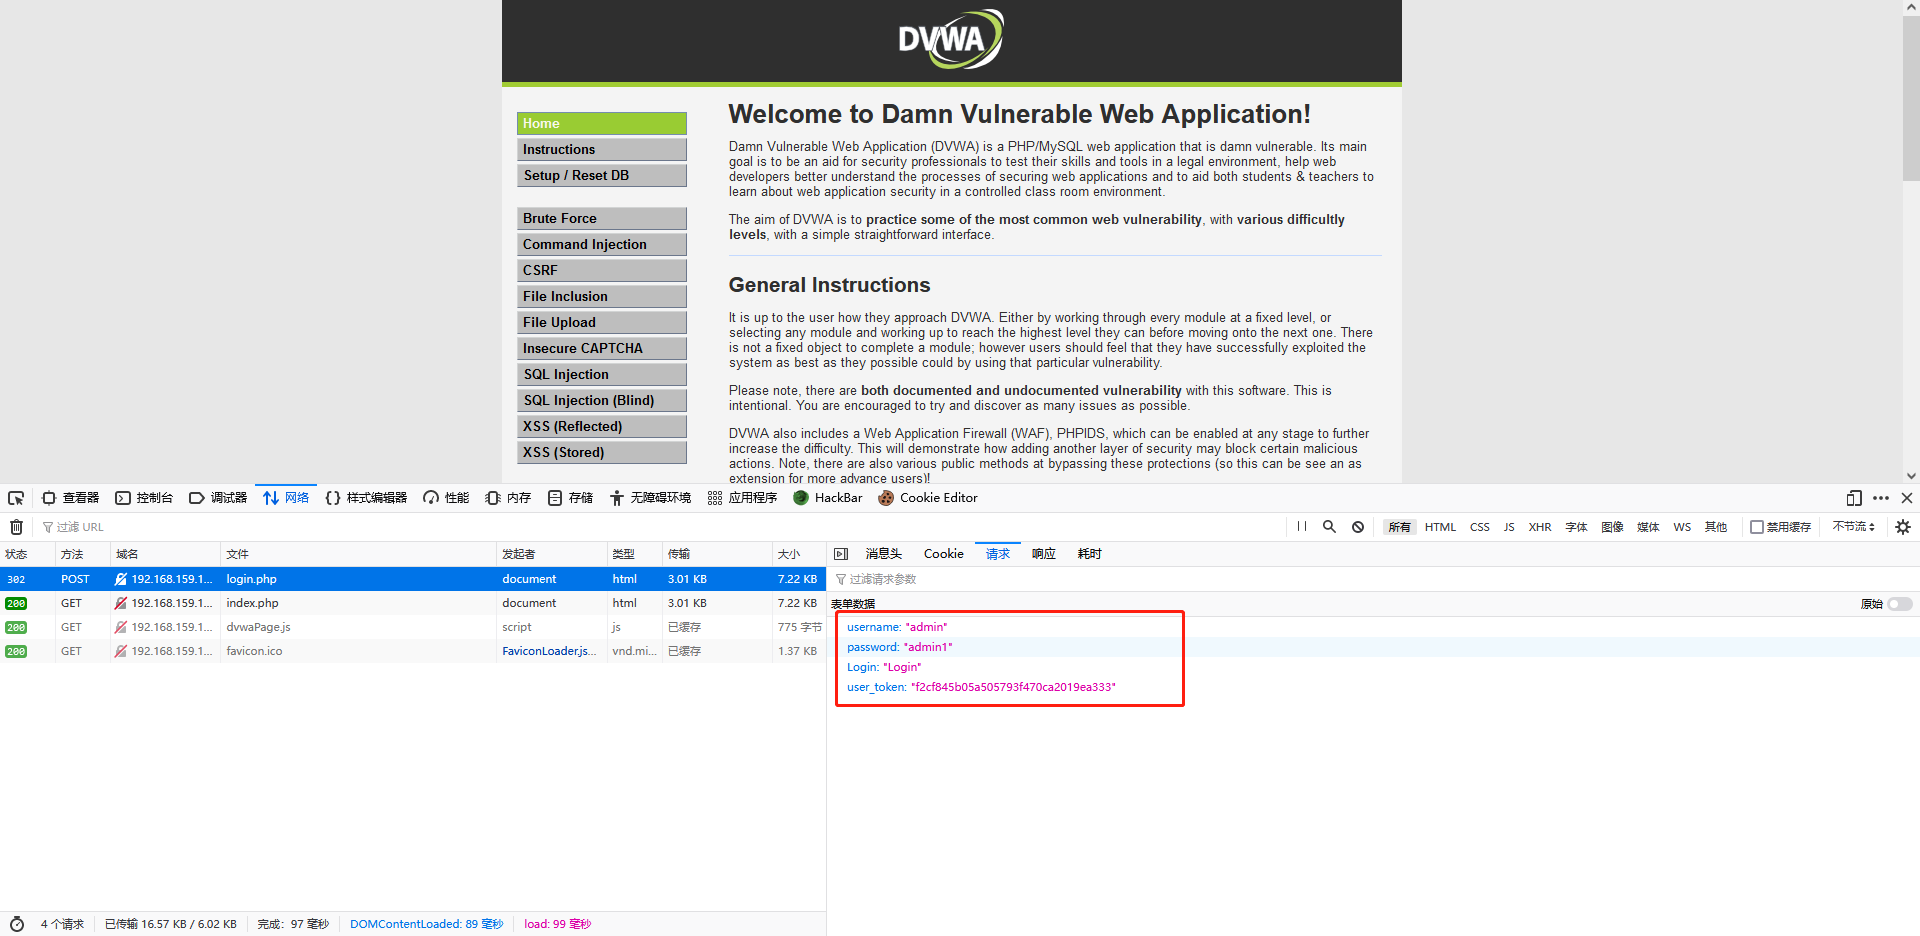 DVWA
Home
Instructions
Setup / Reset DB
Brute Force
Command Injection
CSRF
File Inclusion
File Upload
Insecure CAPTCHA
SQL Injection
SQL Injection (Blind)
XSS (Reflected)
XSS (Stored)
Welcome to Damn Vulnerable Web Application!
Damn Vulnerable Web Application (DVWA) is a PHP/MySQL web application that is damn vulnerable. Its main
goal is to be an aid for security professionals to test their skills and tools in a legal environment, help web
developers better understand the processes of securing web applications and to aid both students & teachers to
learn about web application security in a controlled class room environment.
The aim of DVWA is to practice some of the most common web vulnerability, with various difficultly
levels, with a simple straightforward interface.
General Instructions
It is up to the user how they approach DVWA. Either by working through every module at a fixed level, or
selecting any module and working up to reach the highest level they can before moving onto the next one. There
is not a fixed object to complete a module; however users should feel that they have successfully exploited the
system as best as they possible could by using that particular vulnerability.
Please note, there are both documented and undocumented vulnerability with this software. This is
intentional. You are encouraged to try and discover as many issues as possible.
DVWA also includes a Web Application Firewall (WAF), PHPIDS, which can be enabled at any stage to further
increase the difficulty. This will demonstrate how adding another layer of security may block certain malicious
actions. Note, there are also various public methods at bypassing these protections (so this can be see an as
extension for more advance users)!
查看器 控制台 调试器 网络 样式编辑器 性能 内存 存储 无障碍环境 应用程序 HackBar Cookie Editor
过滤 URL 所有 HTML CSS JS XHR 字体 图像 媒体 WS 其他 禁用缓存 不节流
状态 方法 域名 文件 发起者 类型 传输 大小
302 POST 192.168.159.1... login.php document html 3.01 KB 7.22 KB
200 GET 192.168.159.1... index.php document html 3.01 KB 7.22 KB
200 GET 192.168.159.1... dvwaPage.js script js 已缓存 775 字节
200 GET 192.168.159.1... favicon.ico FaviconLoader.js... vnd.mi... 已缓存 1.37 KB
消息头 Cookie 请求 响应 耗时
过滤请求参数
表单数据 原始
username: "admin"
password: "admin1"
Login: "Login"
user_token: "f2cf845b05a505793f470ca2019ea333"
4 个请求 已传输 16.57 KB / 6.02 KB 完成：97 毫秒 DOMContentLoaded: 89 毫秒 load: 99 毫秒